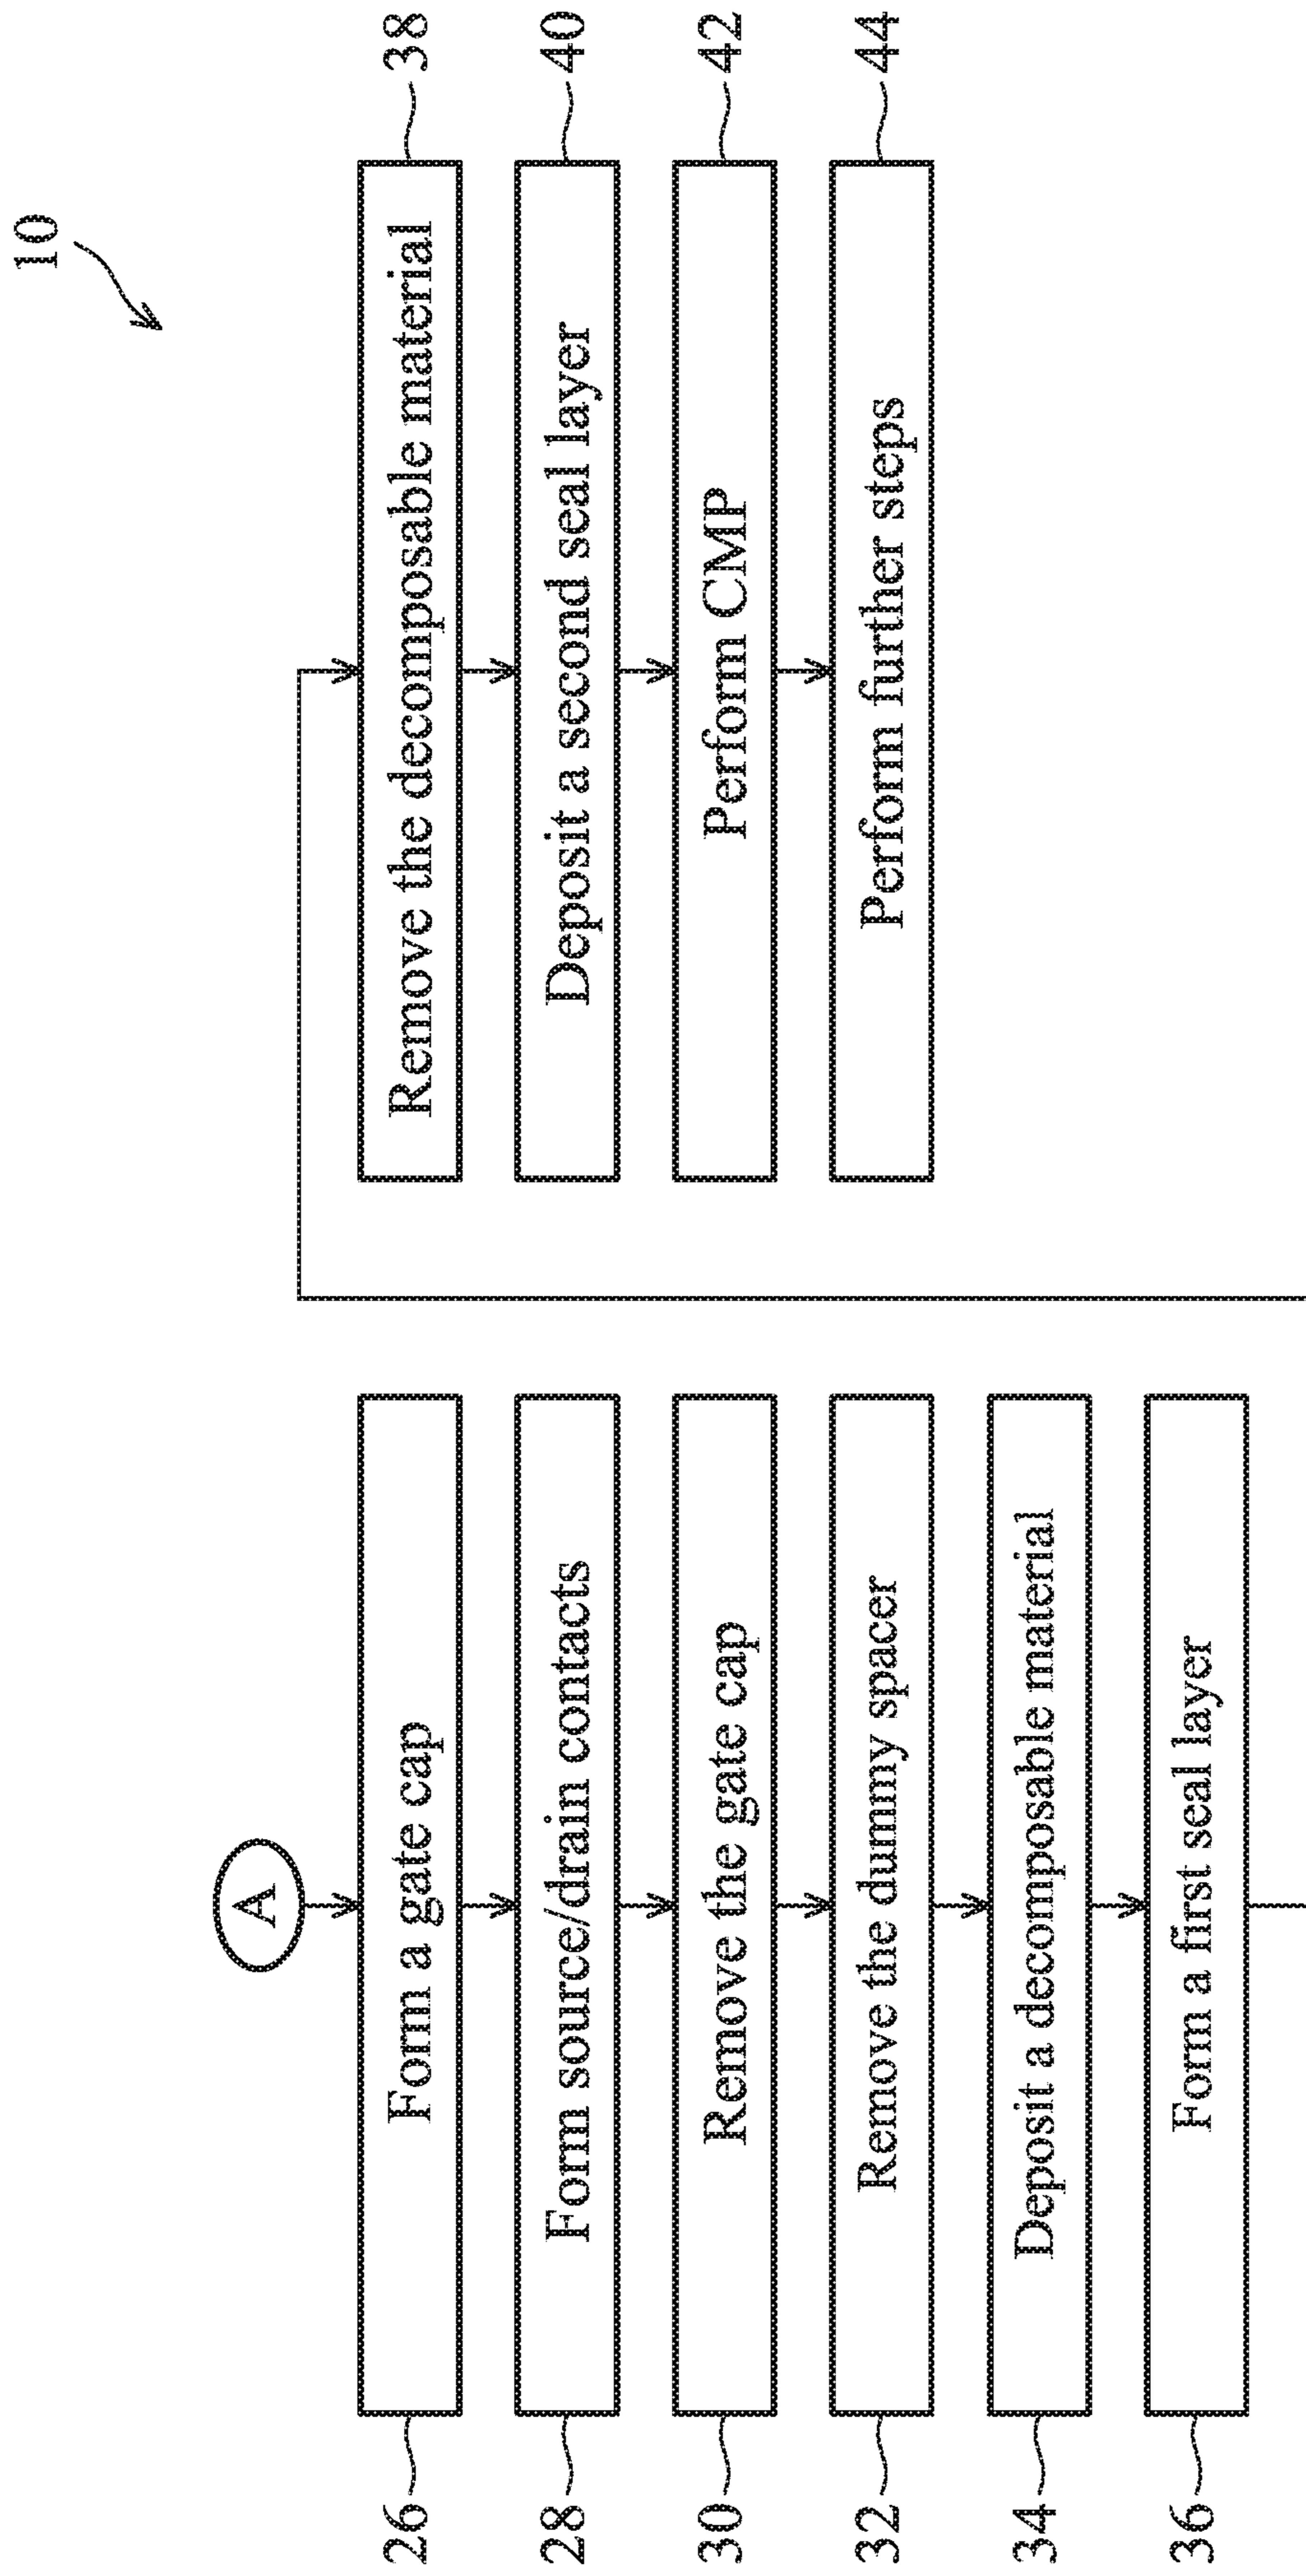 10
A
26
Form a gate cap
28
Form source/drain contacts
30
Remove the gate cap
32
Remove the dummy spacer
34
Deposit a decomposable material
36
Form a first seal layer
Remove the decomposable material
38
Deposit a second seal layer
40
Perform CMP
42
Perform further steps
44